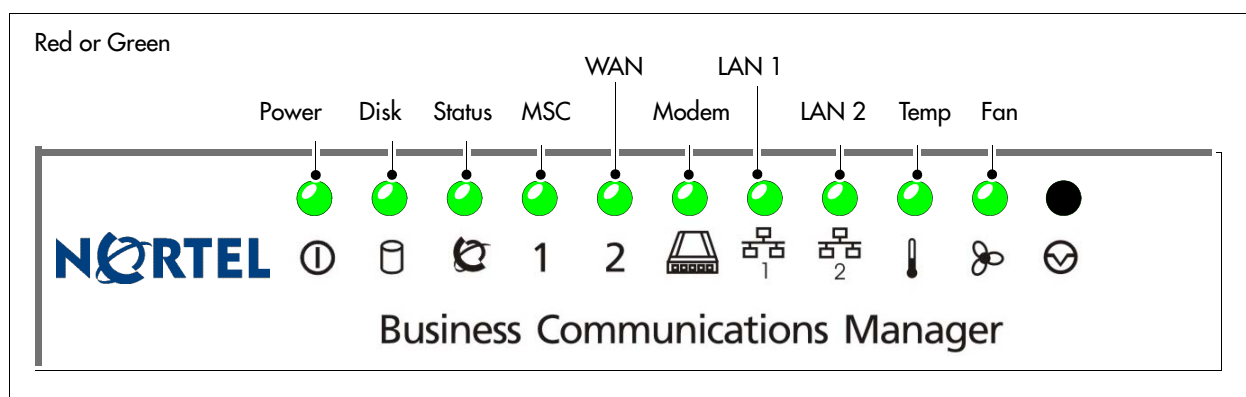 Red or Green
WAN LAN 1
Power Disk Status MSC Modem LAN 2 Temp Fan
NORTEL 1 2 1 2
Business Communications Manager